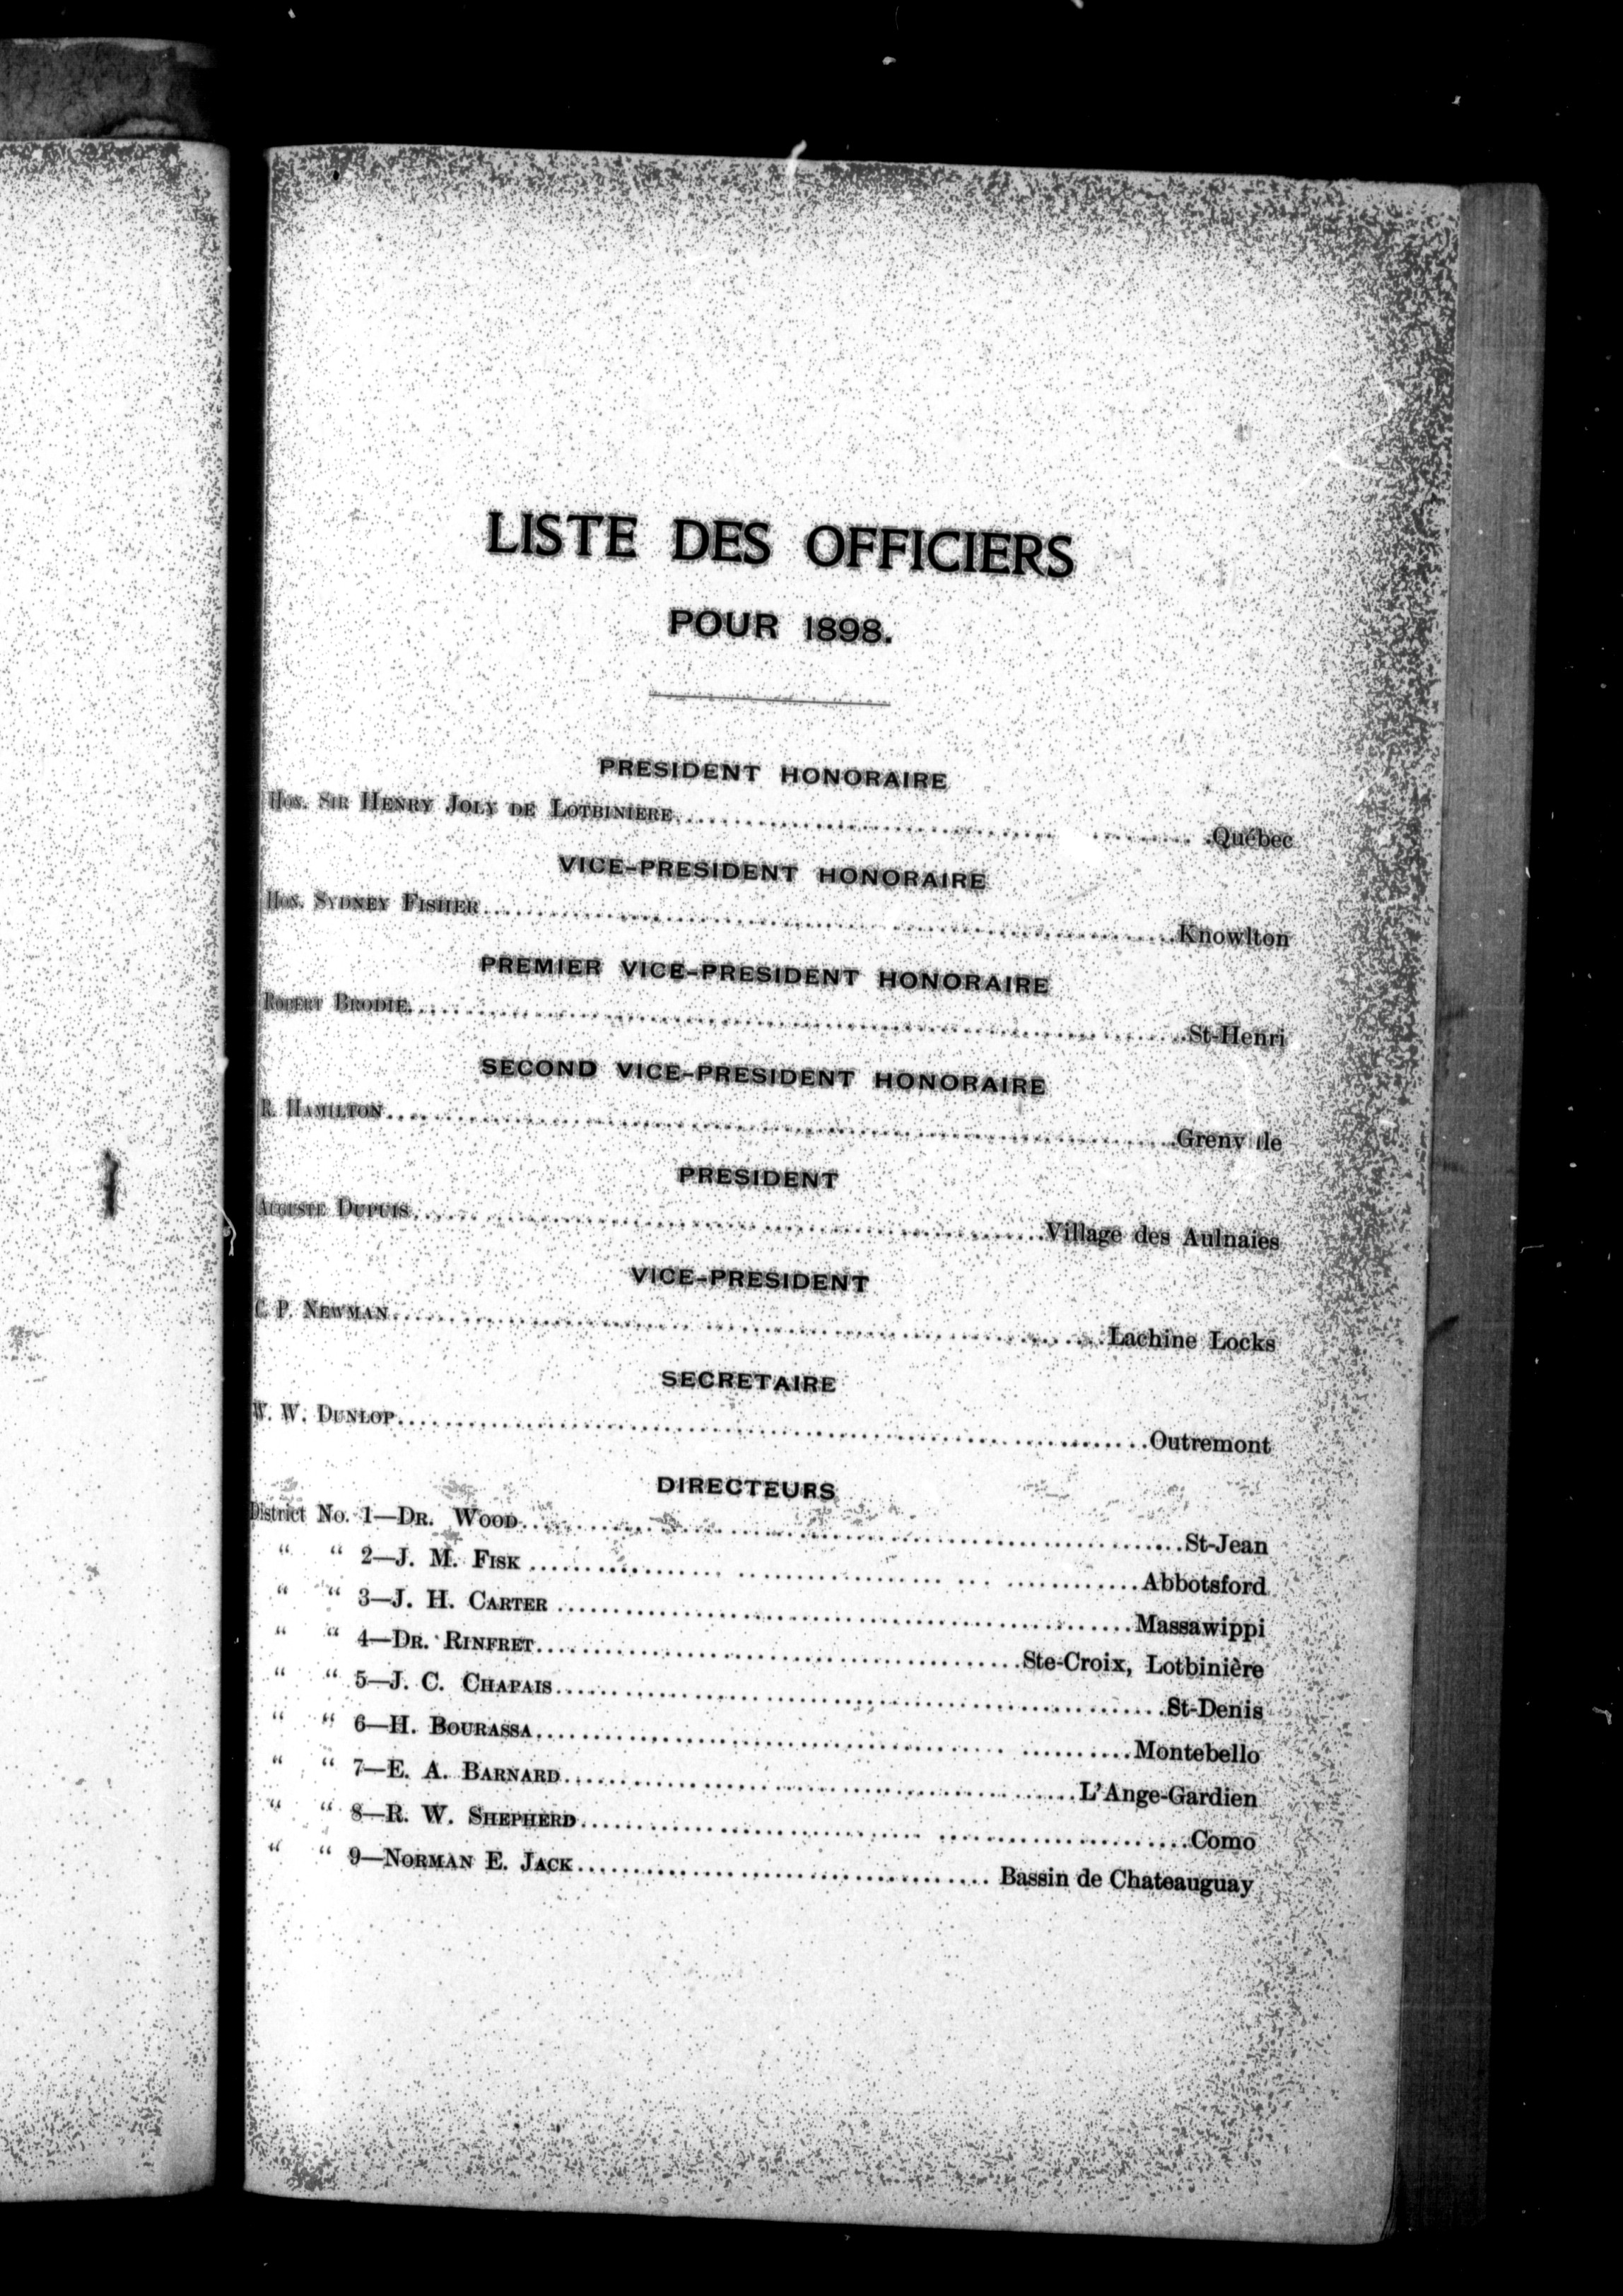 LISTE DES OFFICIERS
POUR 1898.
PRESIDENT HONORAIRE
Hon. Sir Henry Joly de Lotbiniere........Québec
VICE-PRESIDENT HONORAIRE
Hon. Sydney Fisher........Knowlton
PREMIER VICE-PRESIDENT HONORAIRE
Robert Brodie........St-Henri
SECOND VICE-PRESIDENT HONORAIRE
R. Hamilton........Grenville
PRESIDENT
Auguste Dupuis........Village des Aulnaies
VICE-PRESIDENT
C. P. Newman........Lachine Locks
SECRETAIRE
W. W. Dunlop........Outremont
DIRECTEURS
District No. 1—Dr. Wood........St-Jean
“ “ 2—J. M. Fisk........Abbotsford
“ “ 3—J. H. Carter........Massawippi
“ “ 4—Dr. Rinfret........Ste-Croix, Lotbinière
“ “ 5—J. C. Chapais........St-Denis
“ “ 6—H. Bourassa........Montebello
“ “ 7—E. A. Barnard........L'Ange-Gardien
“ “ 8—R. W. Shepherd........Como
“ “ 9—Norman E. Jack........Bassin de Chateauguay